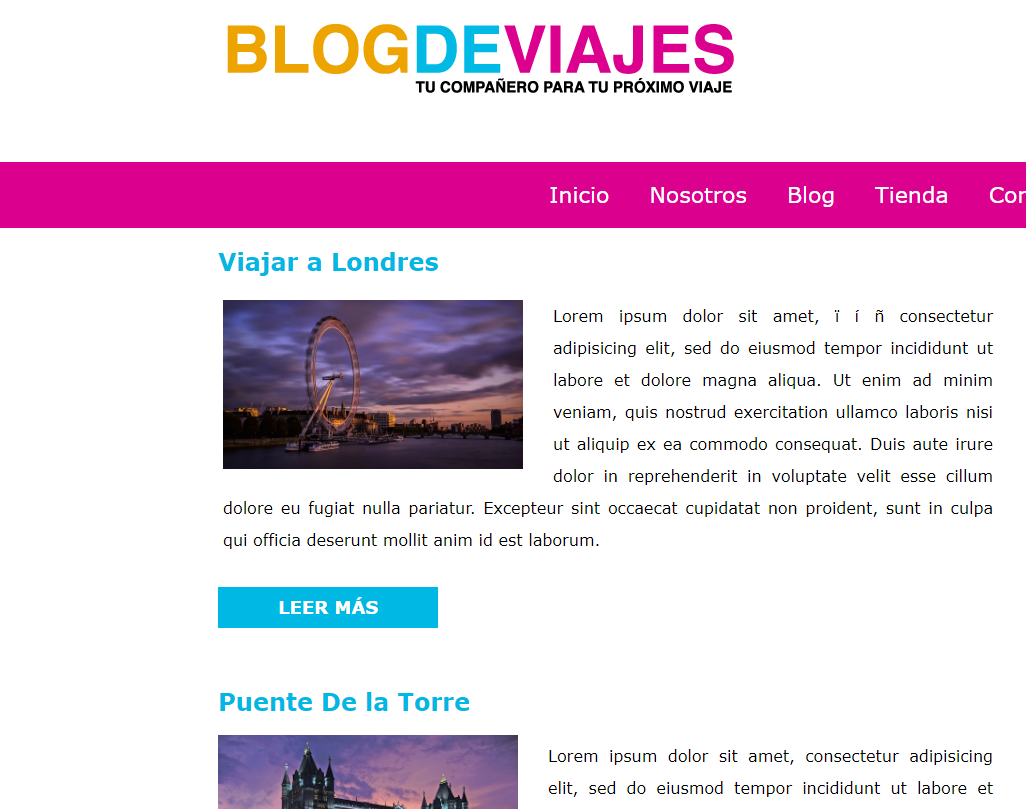 BLOGDEVIAJES
TU COMPAÑERO PARA TU PRÓXIMO VIAJE
Inicio Nosotros Blog Tienda
Viajar a Londres
Lorem ipsum dolor sit amet, ï í ñ consectetur
adipisicing elit, sed do eiusmod tempor incididunt ut
labore et dolore magna aliqua. Ut enim ad minim
veniam, quis nostrud exercitation ullamco laboris nisi
ut aliquip ex ea commodo consequat. Duis aute irure
dolor in reprehenderit in voluptate velit esse cillum
dolore eu fugiat nulla pariatur. Excepteur sint occaecat cupidatat non proident, sunt in culpa
qui officia deserunt mollit anim id est laborum.
LEER MÁS
Puente De la Torre
Lorem ipsum dolor sit amet, consectetur adipisicing
elit, sed do eiusmod tempor incididunt ut labore et